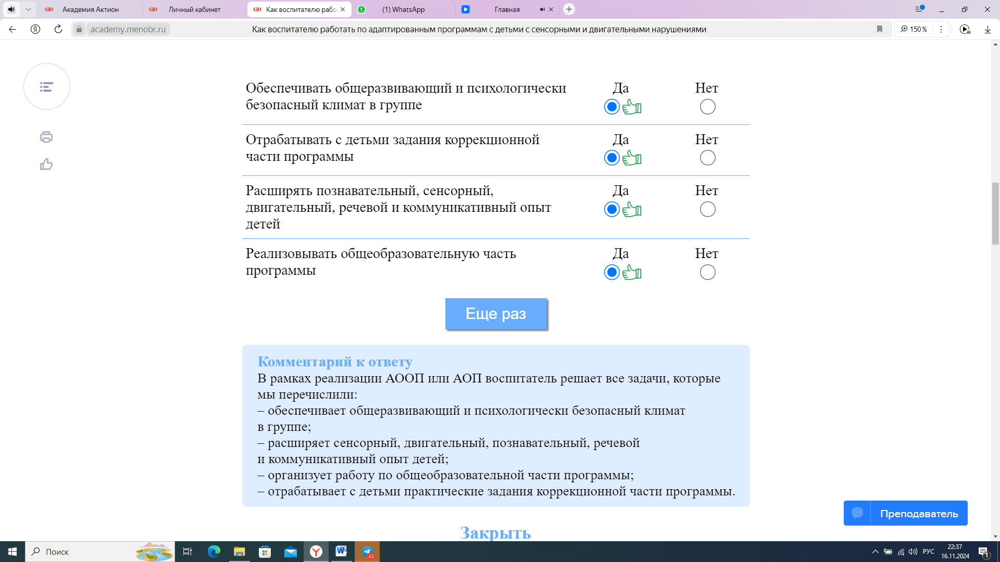 Академия Актион
Личный кабинет
Как воспитателю рабо
(1) WhatsApp
Главная
academy.menobr.ru
Как воспитателю работать по адаптированным программам с детьми с сенсорными и двигательными нарушениями
150 %
Обеспечивать общеразвивающий и психологически
безопасный климат в группе
Да
Нет
Отрабатывать с детьми задания коррекционной
части программы
Да
Нет
Расширять познавательный, сенсорный,
двигательный, речевой и коммуникативный опыт
детей
Да
Нет
Реализовывать общеобразовательную часть
программы
Да
Нет
Еще раз
Комментарий к ответу
В рамках реализации АООП или АОП воспитатель решает все задачи, которые
мы перечислили:
– обеспечивает общеразвивающий и психологически безопасный климат
в группе;
– расширяет сенсорный, двигательный, познавательный, речевой
и коммуникативный опыт детей;
– организует работу по общеобразовательной части программы;
– отрабатывает с детьми практические задания коррекционной части программы.
Преподаватель
Закрыть
Поиск
РУС
22:37
16.11.2024